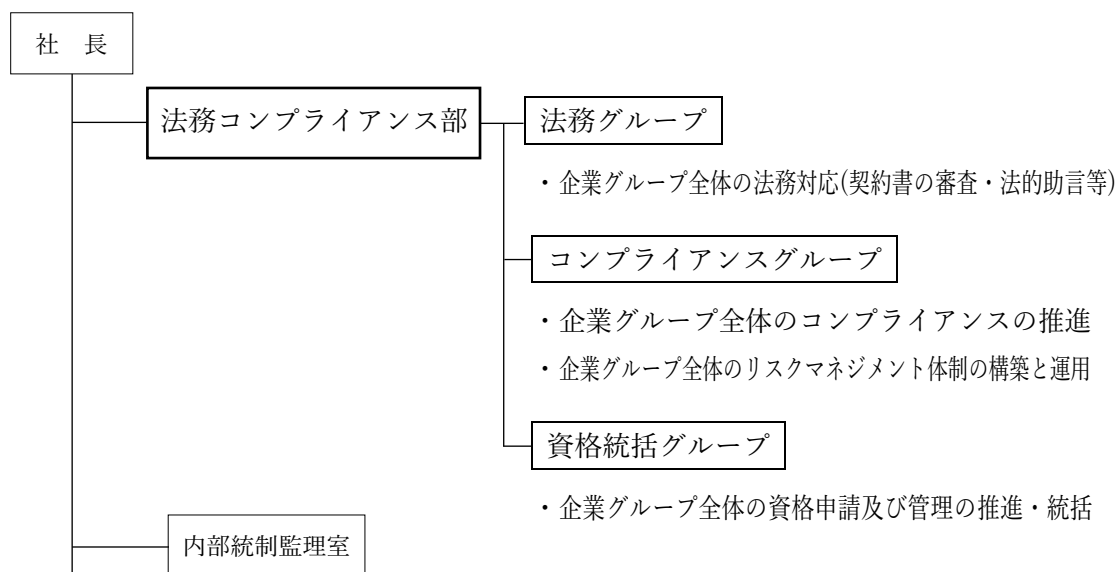 社　長
法務コンプライアンス部
法務グループ
・企業グループ全体の法務対応(契約書の審査・法的助言等)
コンプライアンスグループ
・企業グループ全体のコンプライアンスの推進
・企業グループ全体のリスクマネジメント体制の構築と運用
資格統括グループ
・企業グループ全体の資格申請及び管理の推進・統括
内部統制監理室